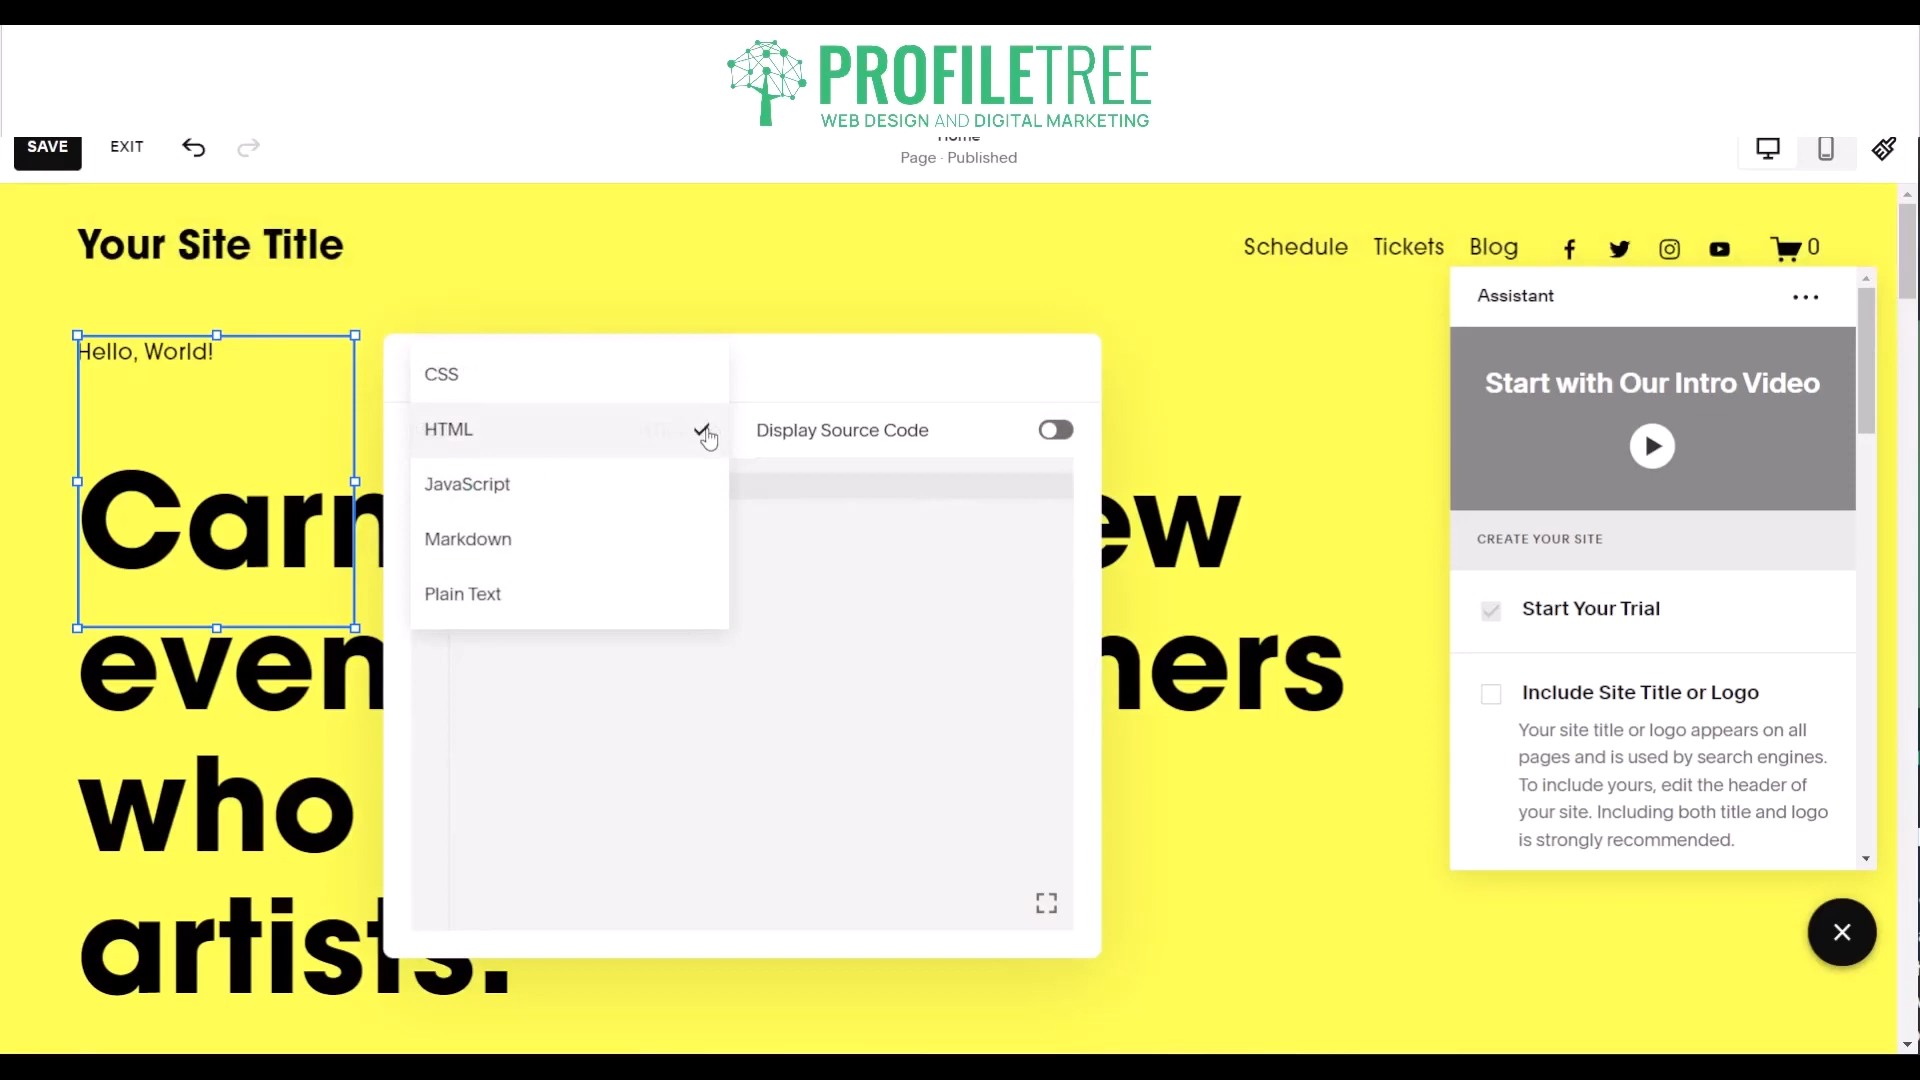 PROFILETREE
WEB DESIGN AND DIGITAL MARKETING
SAVE
EXIT
Home
Page · Published
Your Site Title
Schedule
Tickets
Blog
0
Assistant
Hello, World!
CSS
HTML
JavaScript
Markdown
Plain Text
Display Source Code
Start with Our Intro Video
CREATE YOUR SITE
Start Your Trial
Include Site Title or Logo
Your site title or logo appears on all
pages and is used by search engines.
To include yours, edit the header of
your site. Including both title and logo
is strongly recommended.
who
artists.